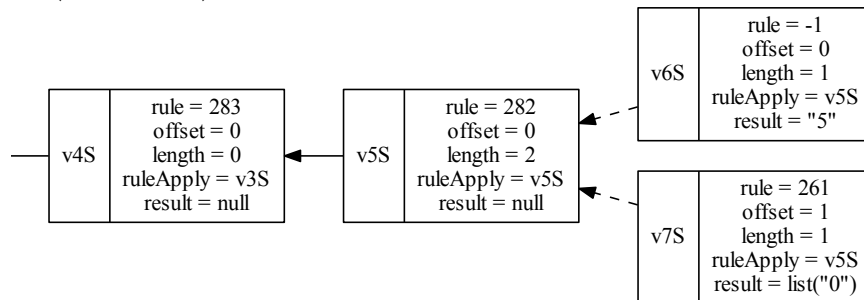 v4S
rule = 283
offset = 0
length = 0
ruleApply = v3S
result = null
v5S
rule = 282
offset = 0
length = 2
ruleApply = v5S
result = null
v6S
rule = -1
offset = 0
length = 1
ruleApply = v5S
result = "5"
v7S
rule = 261
offset = 1
length = 1
ruleApply = v5S
result = list("0")